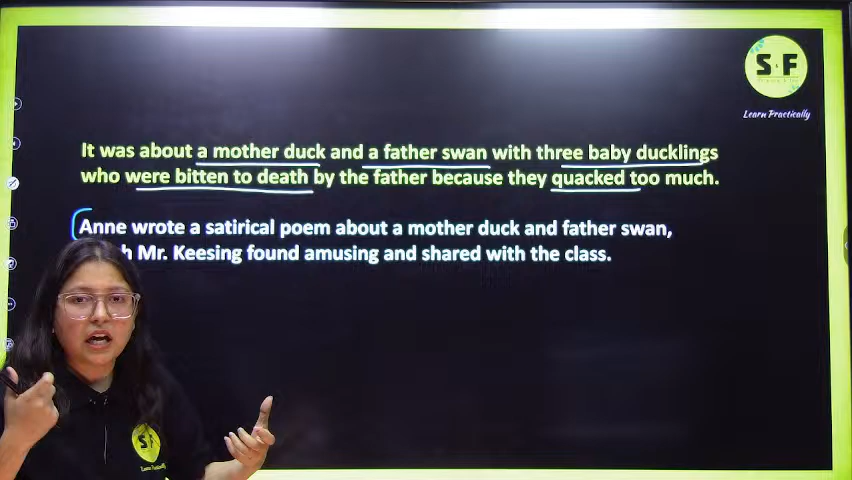 S F
Learn Practically
It was about a mother duck and a father swan with three baby ducklings
who were bitten to death by the father because they quacked too much.
Anne wrote a satirical poem about a mother duck and father swan,
h Mr. Keesing found amusing and shared with the class.
S F